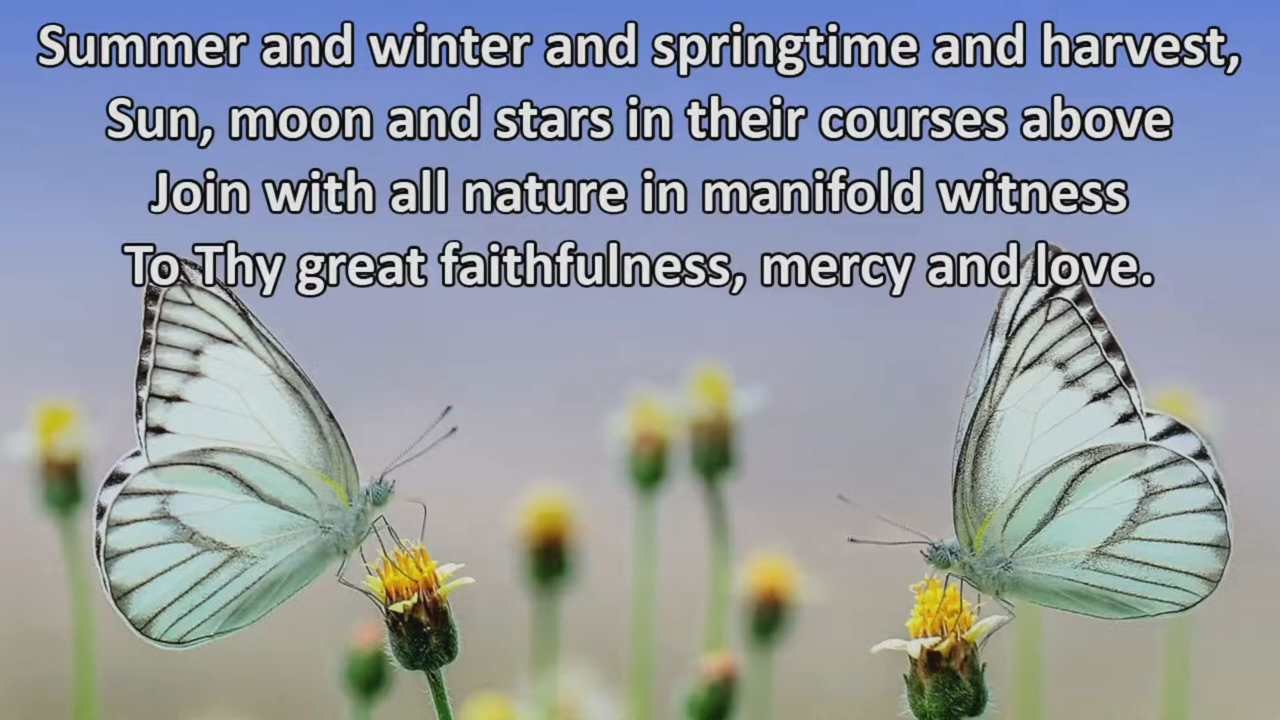 Summer and winter and springtime and harvest,
Sun, moon and stars in their courses above
Join with all nature in manifold witness
To Thy great faithfulness, mercy and love.